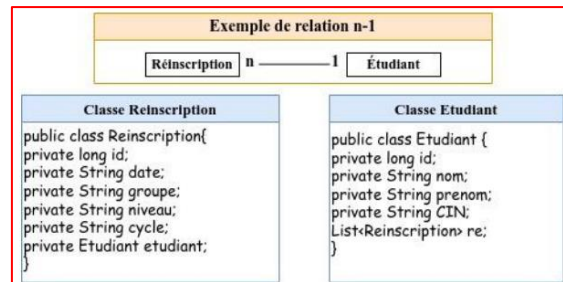 Exemple de relation n-1
Réinscription n 1 Étudiant
Classe Reinscription
public class Reinscription{
private long id;
private String date;
private String groupe;
private String niveau;
private String cycle;
private Etudiant etudiant;
}
Classe Etudiant
public class Etudiant {
private long id;
private String nom;
private String prenom;
private String CIN;
List<Reinscription> re;
}